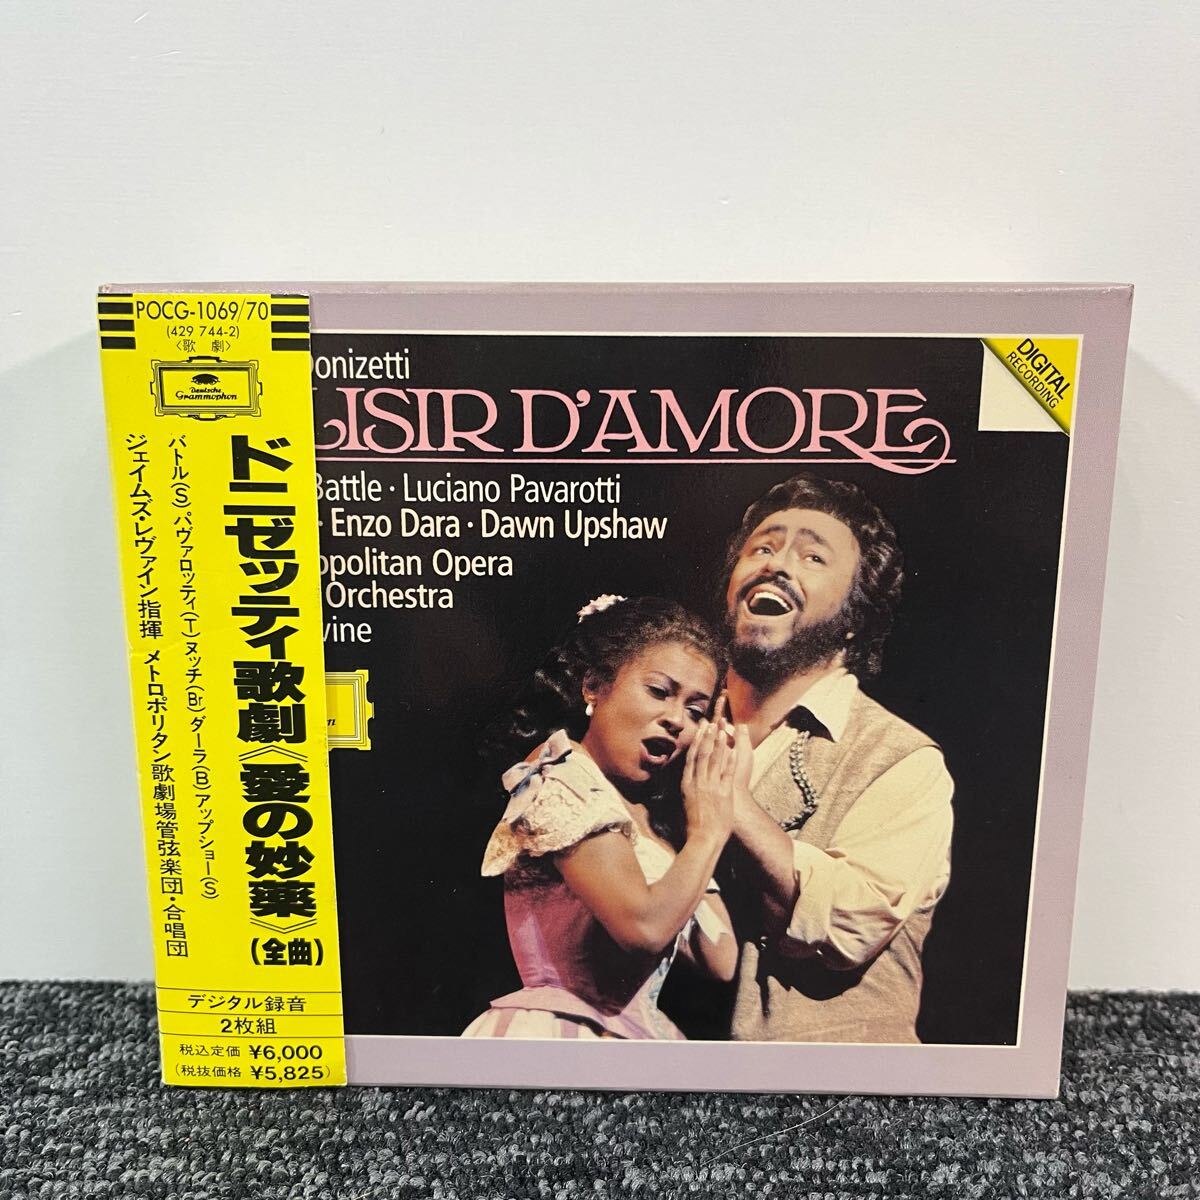 POCG-1069/70
(429 744-2)
〈歌劇〉
Deutsche
Grammophon
ドニゼッティ歌劇《愛の妙薬》(全曲)
バトル(S)パヴァロッティ(T)ヌッチ(Br)ダーラ(B)アップショー(S)
ジェイムズ・レヴァイン指揮 メトロポリタン歌劇場管弦楽団・合唱団
デジタル録音
2枚組
税込定価 ¥6,000
(税抜価格 ¥5,825)
Donizetti
LISIR D'AMORE
Battle · Luciano Pavarotti
· Enzo Dara · Dawn Upshaw
opolitan Opera
Orchestra
vine
DIGITAL
RECORDING